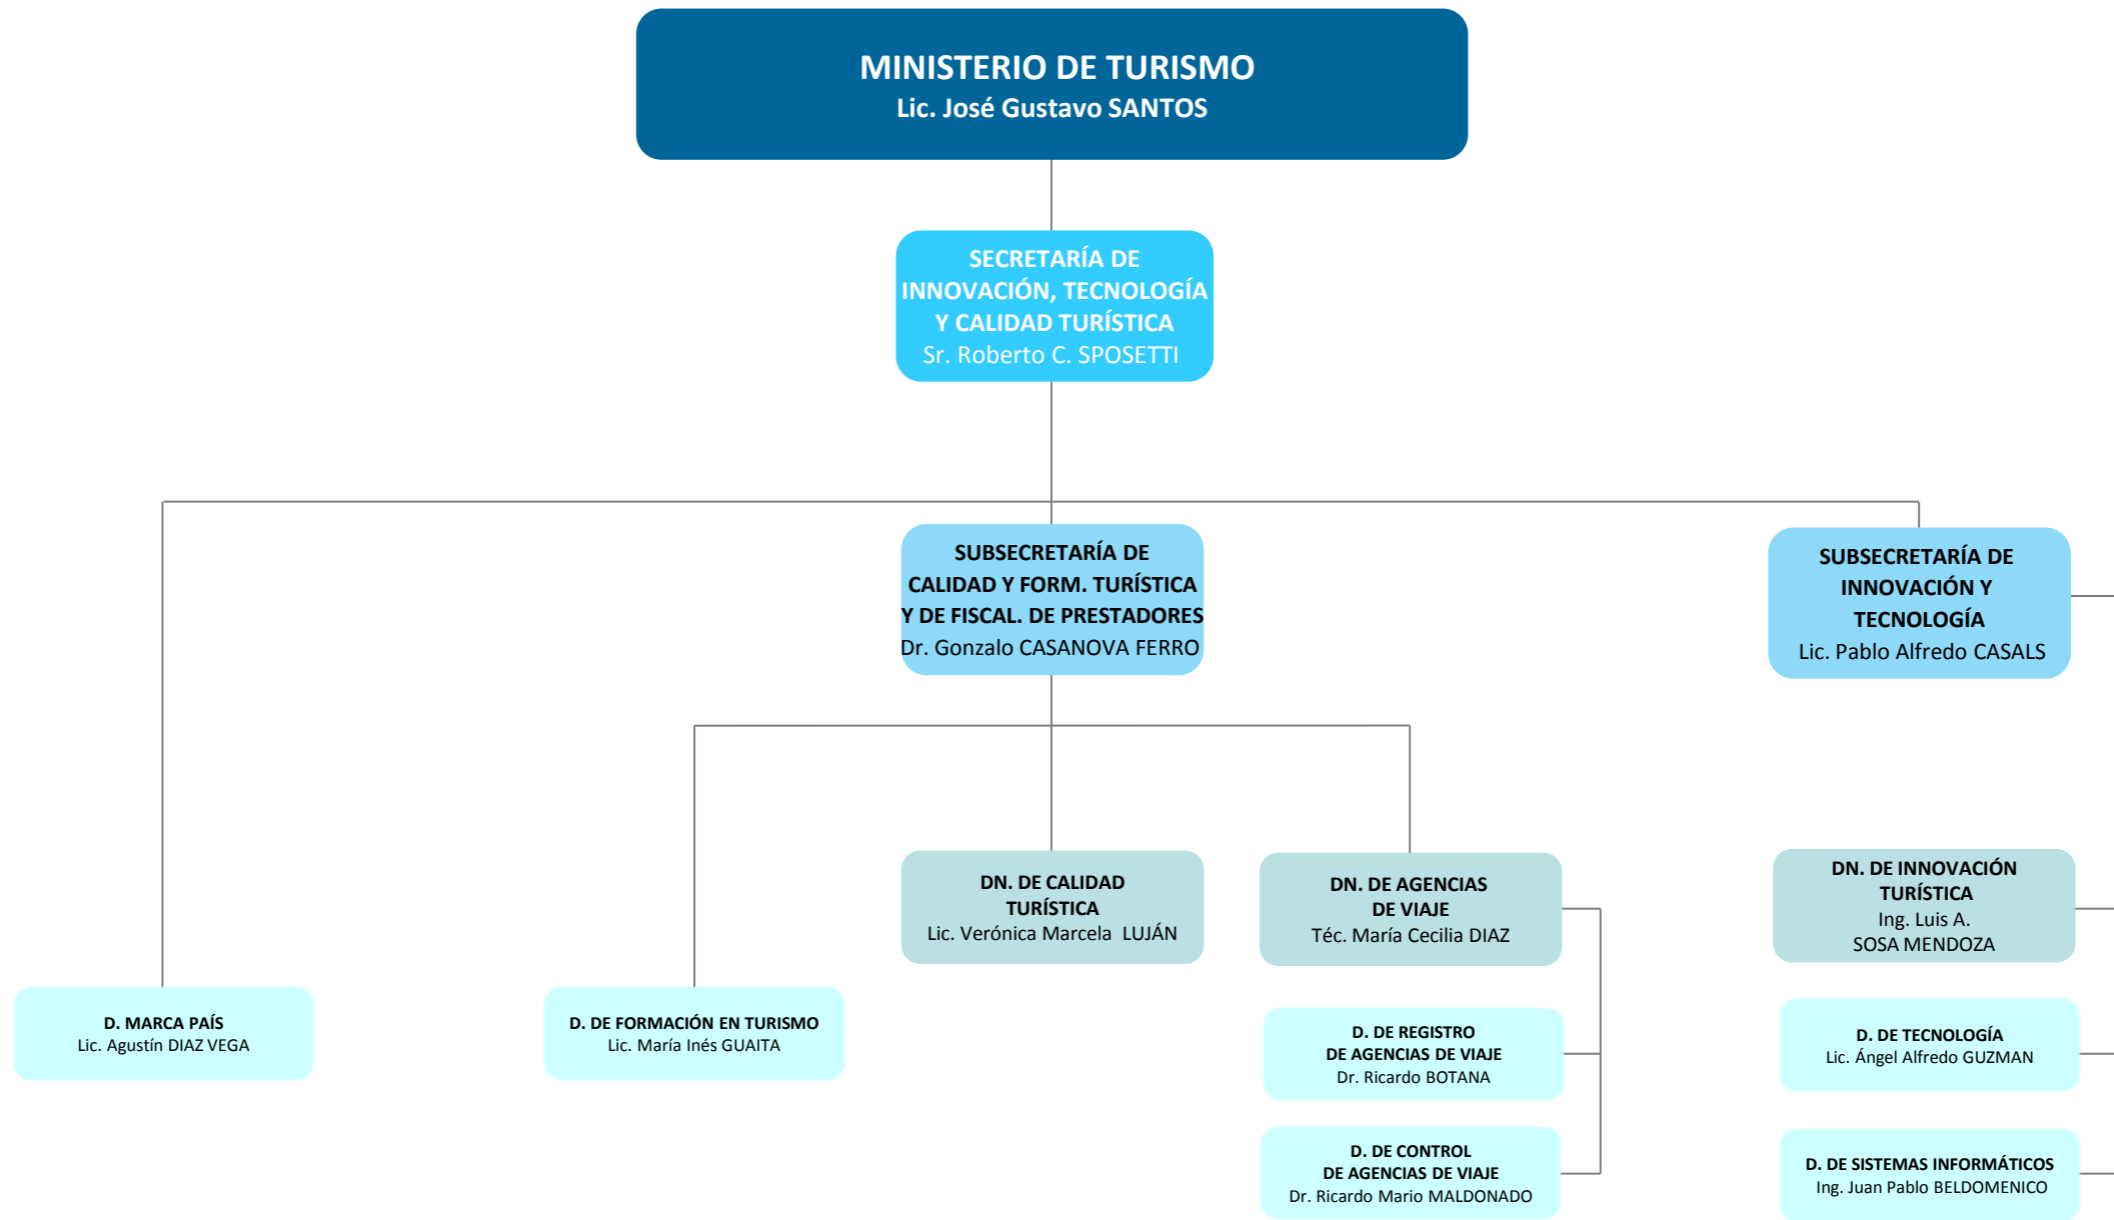 MINISTERIO DE TURISMO
Lic. José Gustavo SANTOS
SECRETARÍA DE
INNOVACIÓN, TECNOLOGÍA
Y CALIDAD TURÍSTICA
Sr. Roberto C. SPOSETTI
SUBSECRETARÍA DE
CALIDAD Y FORM. TURÍSTICA
Y DE FISCAL. DE PRESTADORES
Dr. Gonzalo CASANOVA FERRO
SUBSECRETARÍA DE
INNOVACIÓN Y
TECNOLOGÍA
Lic. Pablo Alfredo CASALS
DN. DE CALIDAD
TURÍSTICA
Lic. Verónica Marcela LUJÁN
DN. DE AGENCIAS
DE VIAJE
Téc. María Cecilia DIAZ
DN. DE INNOVACIÓN
TURÍSTICA
Ing. Luis A.
SOSA MENDOZA
D. MARCA PAÍS
Lic. Agustín DIAZ VEGA
D. DE FORMACIÓN EN TURISMO
Lic. María Inés GUAITA
D. DE REGISTRO
DE AGENCIAS DE VIAJE
Dr. Ricardo BOTANA
D. DE TECNOLOGÍA
Lic. Ángel Alfredo GUZMAN
D. DE CONTROL
DE AGENCIAS DE VIAJE
Dr. Ricardo Mario MALDONADO
D. DE SISTEMAS INFORMÁTICOS
Ing. Juan Pablo BELDOMENICO